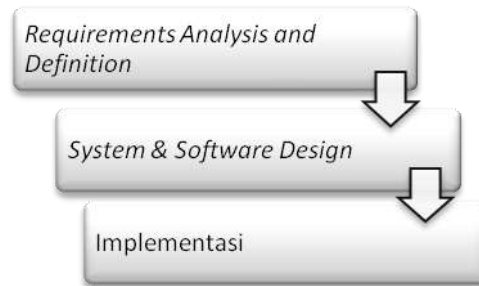 Requirements Analysis and
Definition
System & Software Design
Implementasi